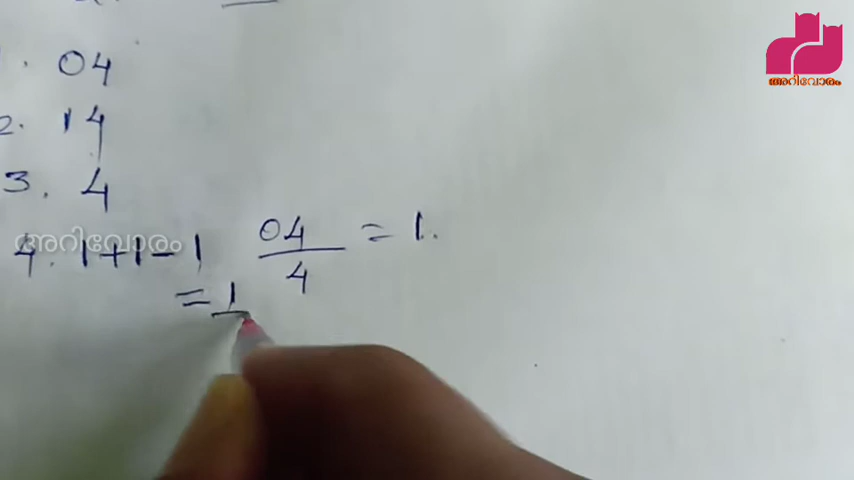 അറിവോരം
1. 04
2. 14
3. 4
4. 1+1-1 04/4 = 1.
= 1
അറിവോരം